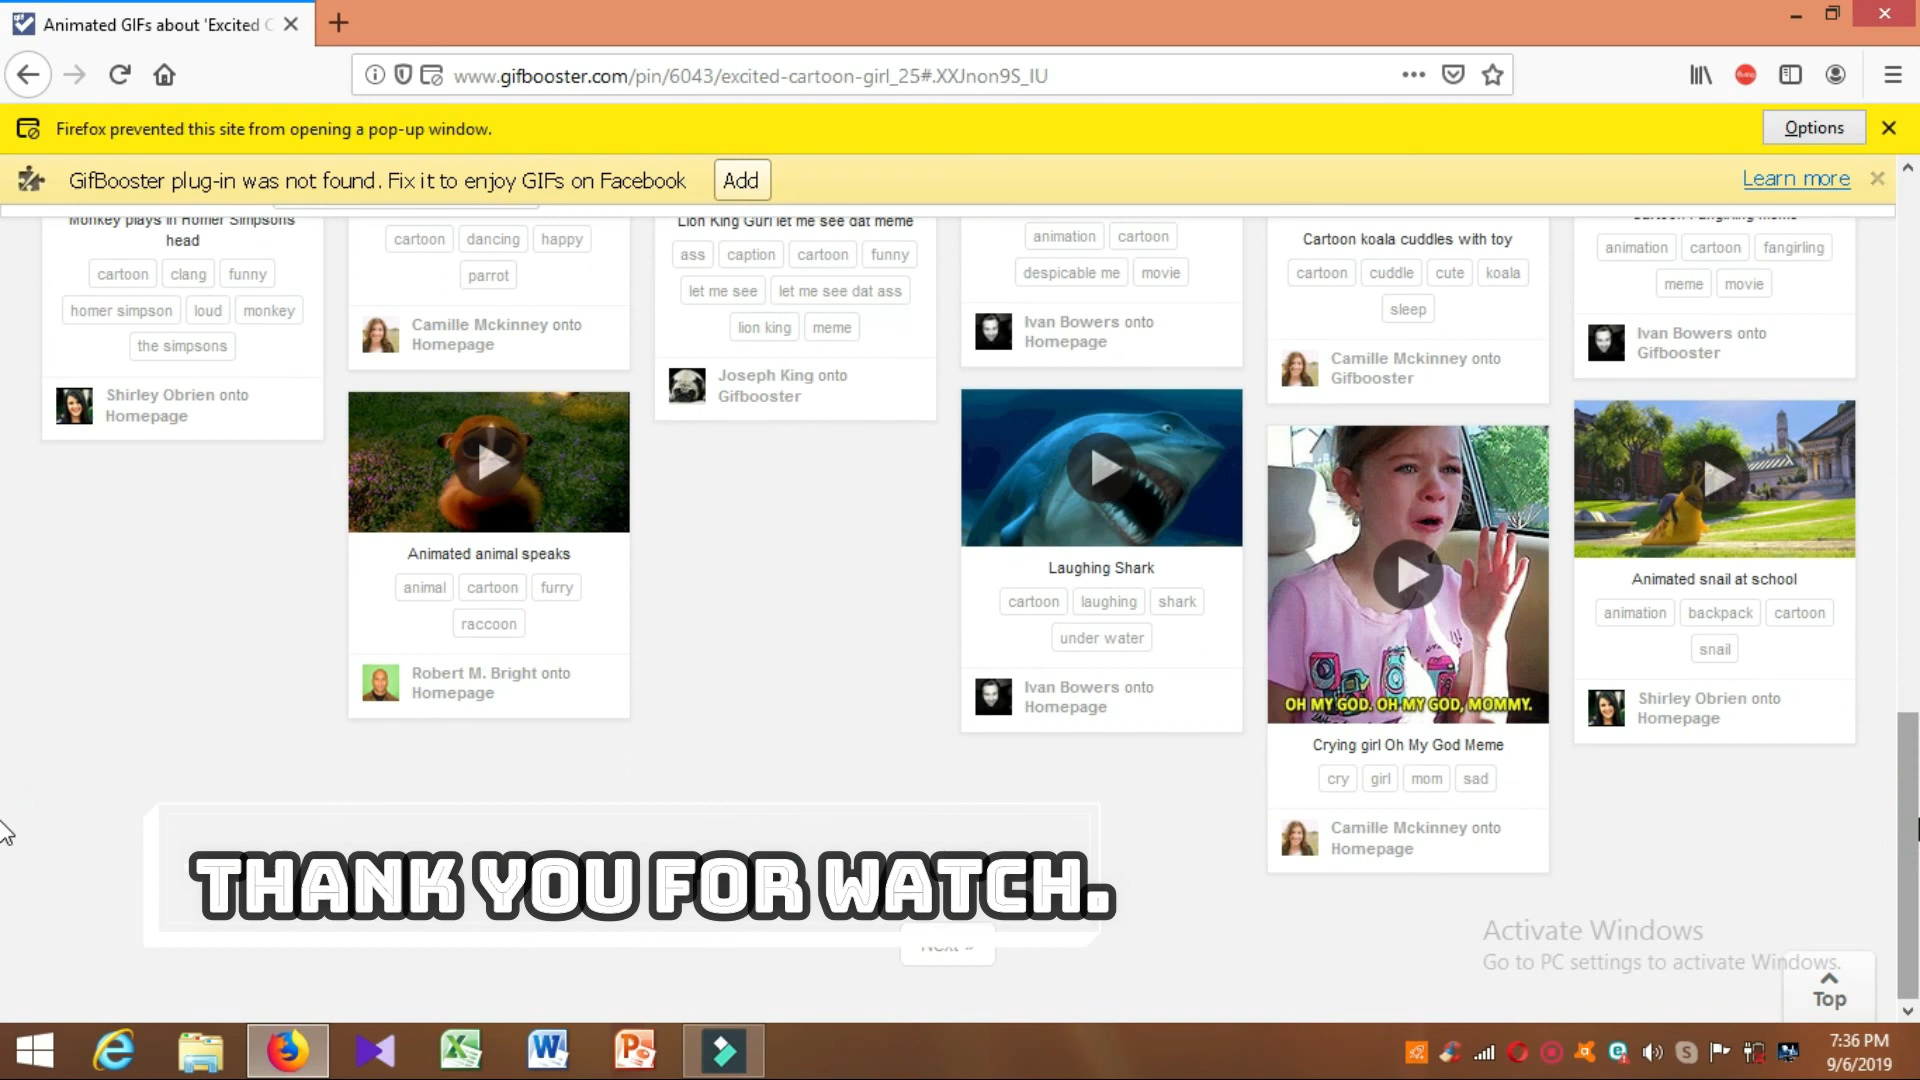 Animated GIFs about 'Excited C
www.gifbooster.com/pin/6043/excited-cartoon-girl_25#.XXJnon9S_IU
Firefox prevented this site from opening a pop-up window.
Options
GifBooster plug-in was not found. Fix it to enjoy GIFs on Facebook
Add
Learn more
Monkey plays in Homer Simpsons
head
cartoon clang funny
homer simpson loud monkey
the simpsons
Shirley Obrien onto
Homepage
cartoon dancing happy
parrot
Camille Mckinney onto
Homepage
Animated animal speaks
animal cartoon furry
raccoon
Robert M. Bright onto
Homepage
Lion King Gurl let me see dat meme
ass caption cartoon funny
let me see let me see dat ass
lion king meme
Joseph King onto
Gifbooster
animation cartoon
despicable me movie
Ivan Bowers onto
Homepage
Laughing Shark
cartoon laughing shark
under water
Ivan Bowers onto
Homepage
Cartoon koala cuddles with toy
cartoon cuddle cute koala
sleep
Camille Mckinney onto
Gifbooster
OH MY GOD. OH MY GOD, MOMMY.
Crying girl Oh My God Meme
cry girl mom sad
Camille Mckinney onto
Homepage
Cartoon Fangirling meme
animation cartoon fangirling
meme movie
Ivan Bowers onto
Gifbooster
Animated snail at school
animation backpack cartoon
snail
Shirley Obrien onto
Homepage
THANK YOU FOR WATCH.
Next »
Activate Windows
Go to PC settings to activate Windows.
Top
7:36 PM
9/6/2019